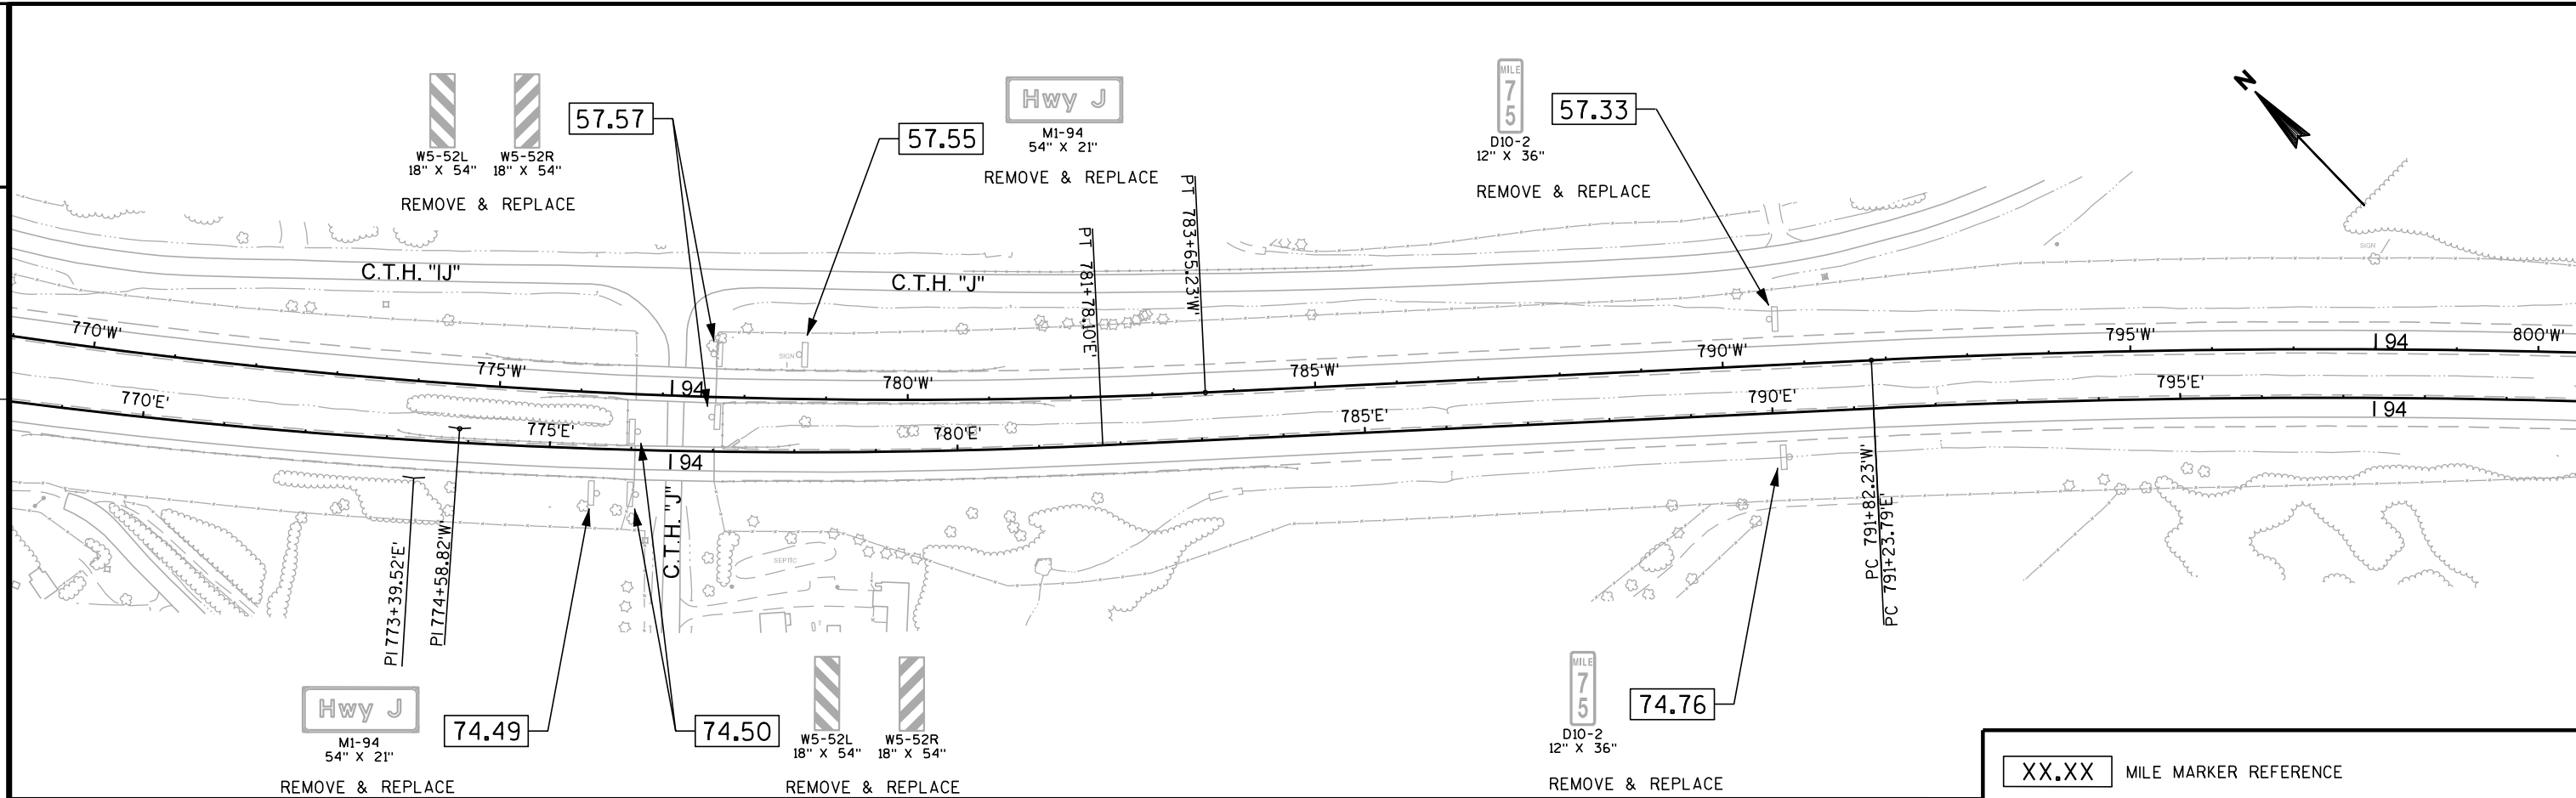 W5-52L
18" X 54"
W5-52R
18" X 54"
REMOVE & REPLACE
57.57
57.55
Hwy J
M1-94
54" X 21"
REMOVE & REPLACE
MILE
7
5
D10-2
12" X 36"
REMOVE & REPLACE
57.33
N
SIGN
C.T.H. "IJ"
C.T.H. "J"
PT 781+78.10'E'
PT 783+65.23'W'
770'W'
775'W'
780'W'
785'W'
790'W'
795'W'
800'W'
I 94
I 94
SIGN
770'E'
775'E'
780'E'
785'E'
790'E'
795'E'
I 94
I 94
C.T.H. "J"
SEPTIC
PI 773+39.52'E'
PI 774+58.82'W'
PC 791+82.23'W'
PC 791+23.79'E'
Hwy J
M1-94
54" X 21"
REMOVE & REPLACE
74.49
74.50
W5-52L
18" X 54"
W5-52R
18" X 54"
REMOVE & REPLACE
MILE
7
5
D10-2
12" X 36"
REMOVE & REPLACE
74.76
XX.XX
MILE MARKER REFERENCE